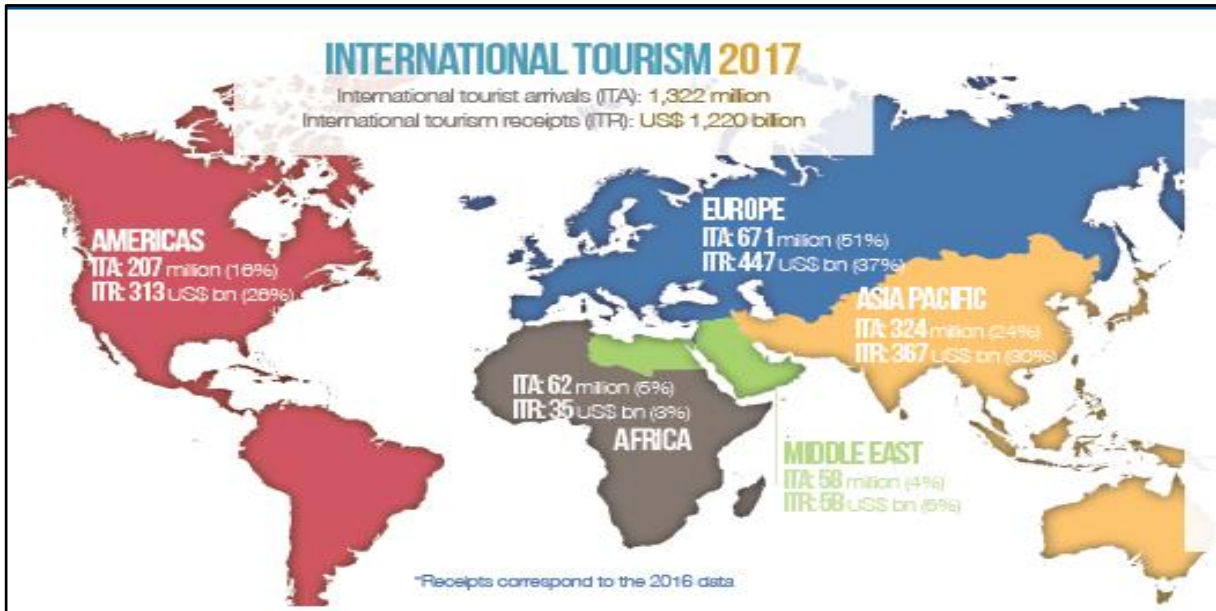 INTERNATIONAL TOURISM 2017
International tourist arrivals (ITA): 1,322 million
International tourism receipts (ITR): US$ 1,220 billion
AMERICAS
ITA: 207 million (16%)
ITR: 313 US$ bn (26%)
EUROPE
ITA: 671 million (51%)
ITR: 447 US$ bn (37%)
ASIA PACIFIC
ITA: 324 million (24%)
ITR: 367 US$ bn (30%)
ITA: 62 million (5%)
ITR: 35 US$ bn (3%)
AFRICA
MIDDLE EAST
ITA: 58 million (4%)
ITR: 58 US$ bn (5%)
*Receipts correspond to the 2016 data